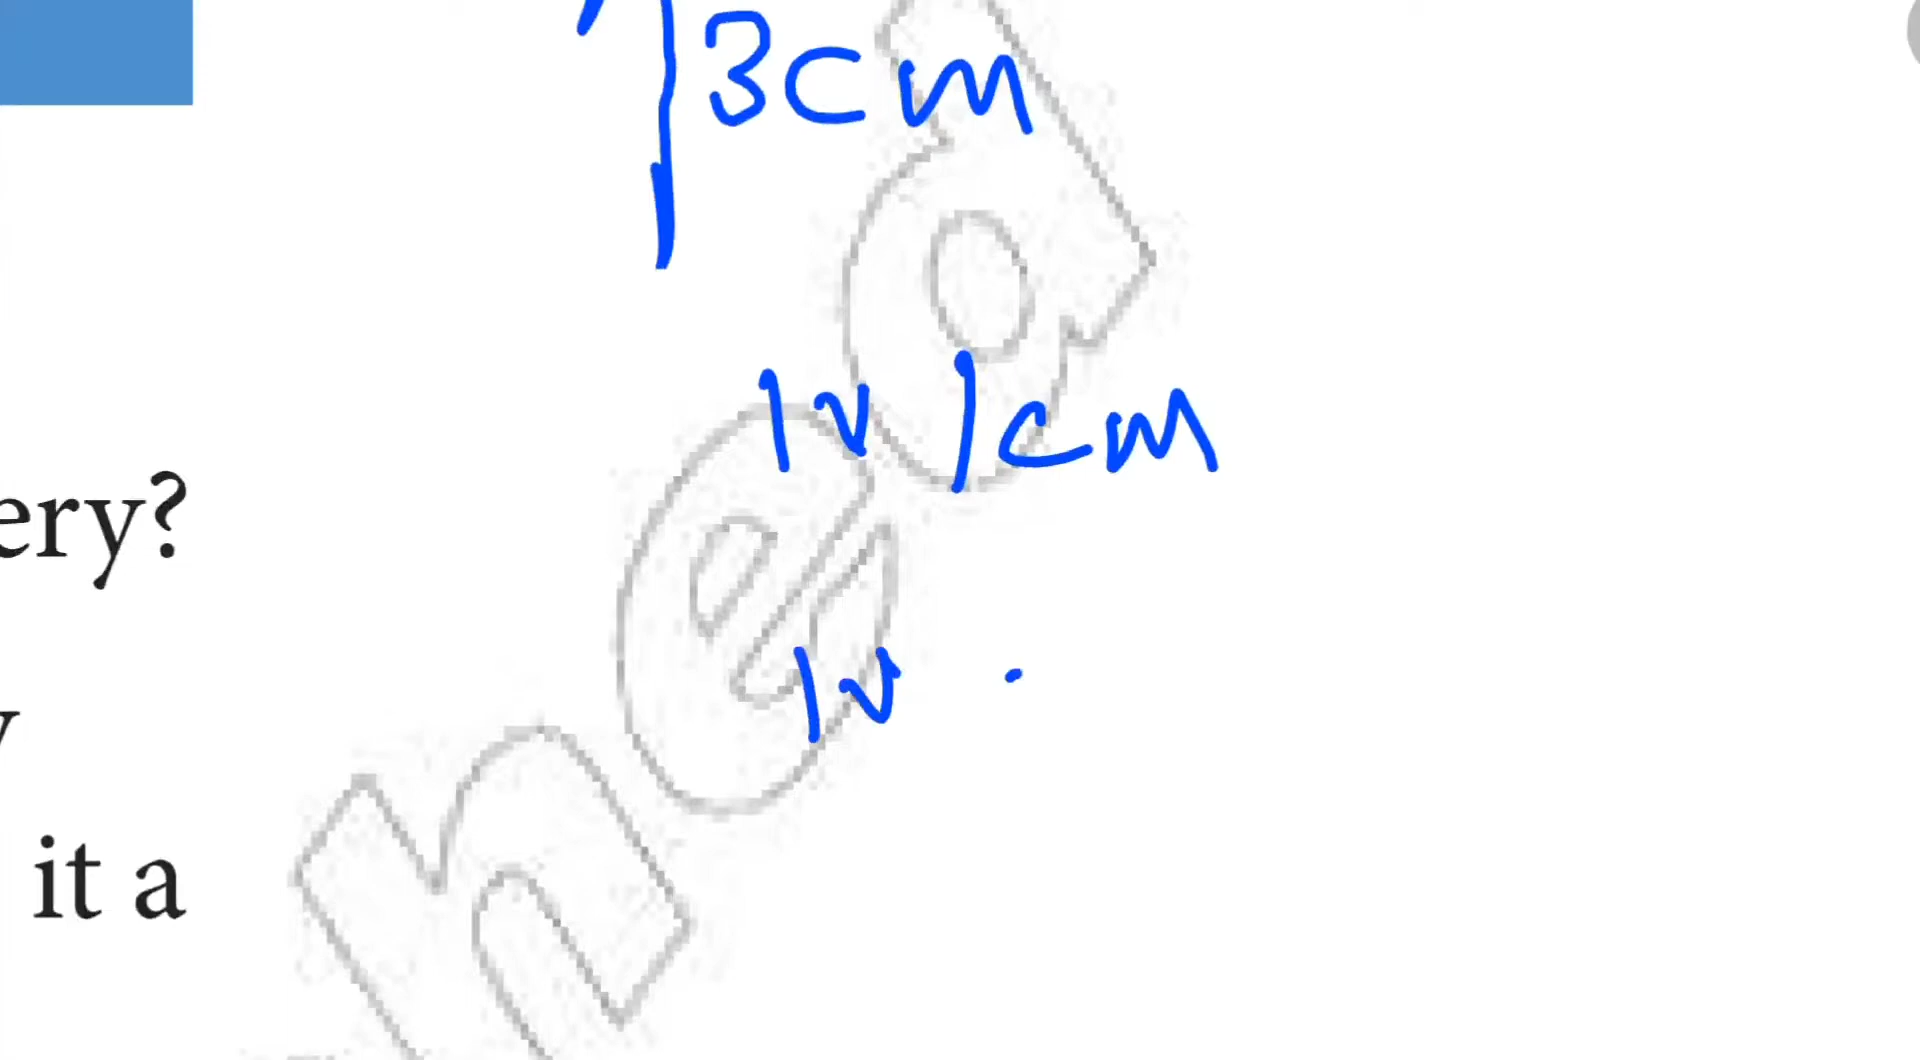 3cm
1v 1cm
ery?
1v .
it a